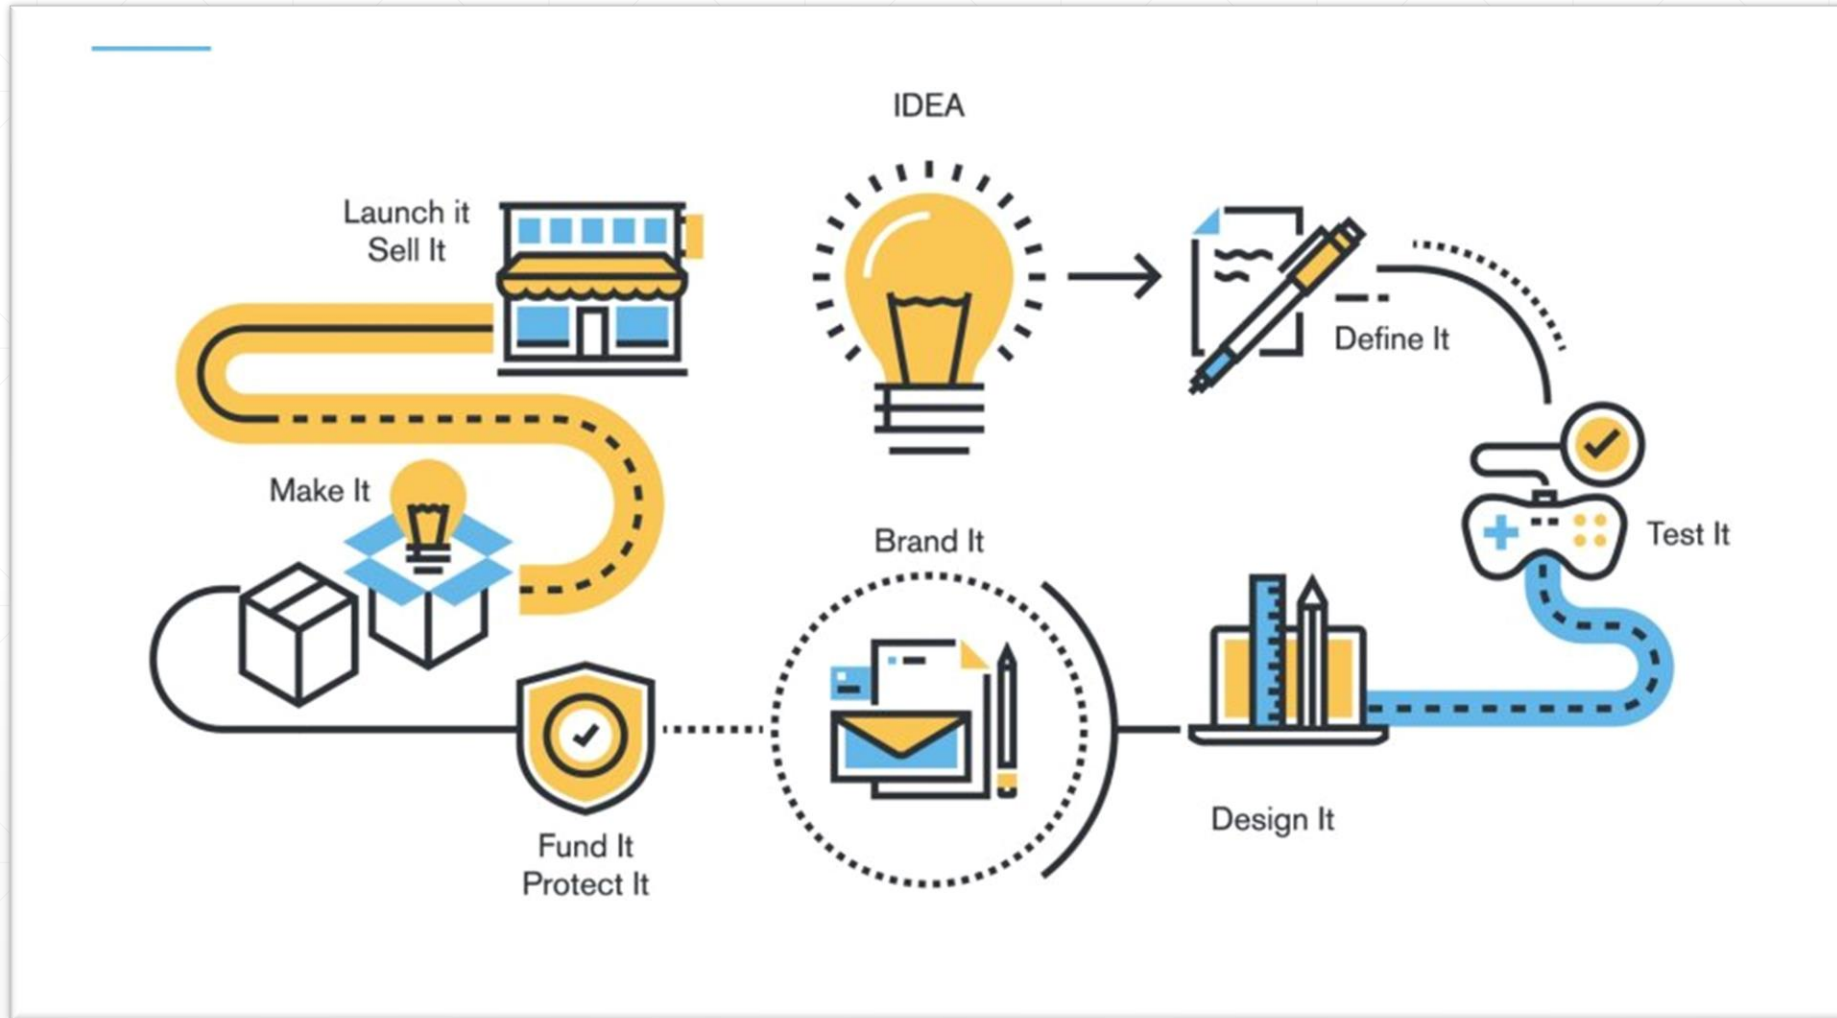 IDEA
Define It
Test It
Design It
Brand It
Fund It
Protect It
Make It
Launch it
Sell It